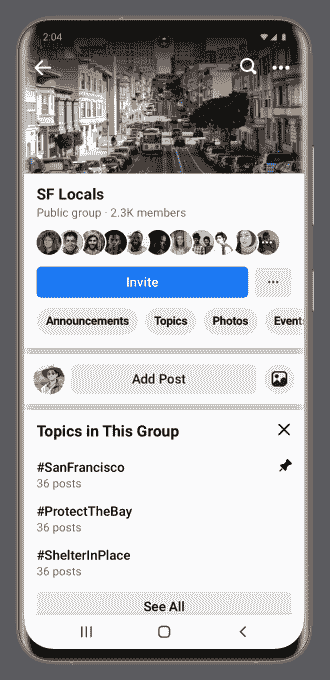 2:04
SF Locals
Public group · 2.3K members
Invite
Announcements Topics Photos Events
Add Post
Topics in This Group
#SanFrancisco
36 posts
#ProtectTheBay
36 posts
#ShelterInPlace
36 posts
See All